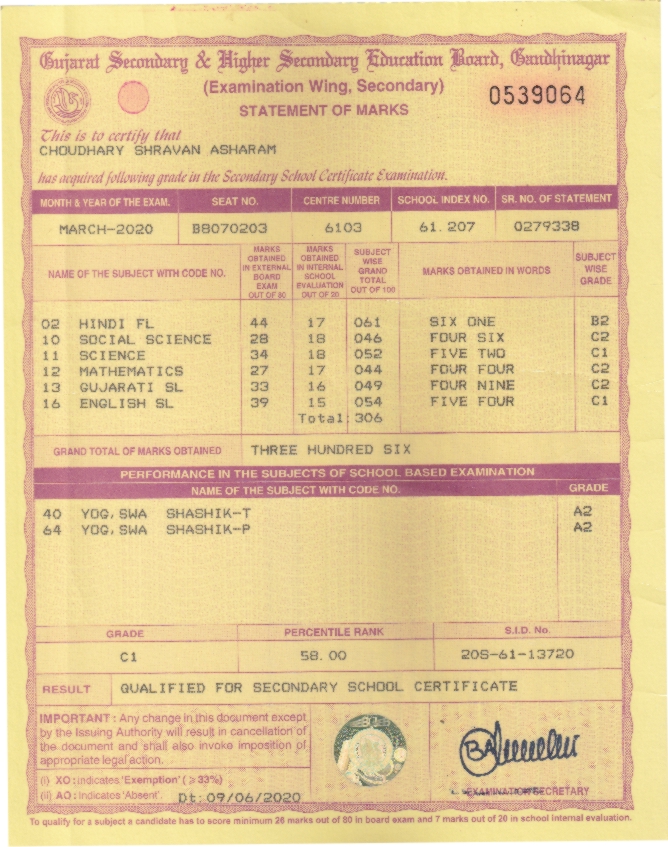 Gujarat Secondary & Higher Secondary Education Board, Gandhinagar
(Examination Wing, Secondary)
0539064
STATEMENT OF MARKS
This is to certify that
CHOUDHARY SHRAVAN ASHARAM
has acquired following grade in the Secondary School Certificate Examination.
MONTH & YEAR OF THE EXAM. SEAT NO. CENTRE NUMBER SCHOOL INDEX NO. SR. NO. OF STATEMENT
MARCH-2020 B8070203 6103 61.207 0279338
NAME OF THE SUBJECT WITH CODE NO. MARKS OBTAINED IN EXTERNAL BOARD EXAM OUT OF 80 MARKS OBTAINED IN INTERNAL SCHOOL EVALUATION OUT OF 20 SUBJECT WISE GRAND TOTAL OUT OF 100 MARKS OBTAINED IN WORDS SUBJECT WISE GRADE
02 HINDI FL 44 17 061 SIX ONE B2
10 SOCIAL SCIENCE 28 18 046 FOUR SIX C2
11 SCIENCE 34 18 052 FIVE TWO C1
12 MATHEMATICS 27 17 044 FOUR FOUR C2
13 GUJARATI SL 33 16 049 FOUR NINE C2
16 ENGLISH SL 39 15 054 FIVE FOUR C1
Total: 306
GRAND TOTAL OF MARKS OBTAINED THREE HUNDRED SIX
PERFORMANCE IN THE SUBJECTS OF SCHOOL BASED EXAMINATION
NAME OF THE SUBJECT WITH CODE NO. GRADE
40 YOG,SWA SHASHIK-T A2
64 YOG,SWA SHASHIK-P A2
GRADE PERCENTILE RANK S.I.D. No.
C1 58.00 20S-61-13720
RESULT QUALIFIED FOR SECONDARY SCHOOL CERTIFICATE
IMPORTANT : Any change in this document except
by the Issuing Authority will result in cancellation of
the document and shall also invoke imposition of
appropriate legal action.
(i) XO : Indicates 'Exemption' ( ≥ 33%)
(ii) AO : Indicates 'Absent'. Dt:09/06/2020
EXAMINATION SECRETARY
To qualify for a subject a candidate has to score minimum 26 marks out of 80 in board exam and 7 marks out of 20 in school internal evaluation.